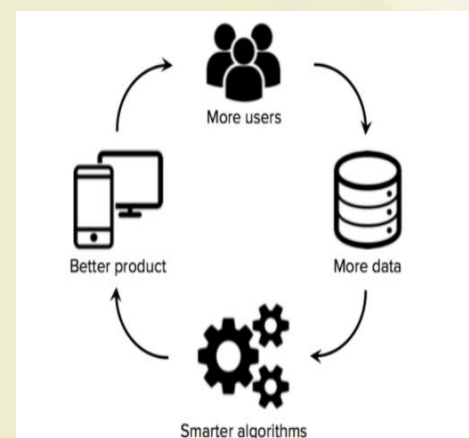 More users
Better product
More data
Smarter algorithms